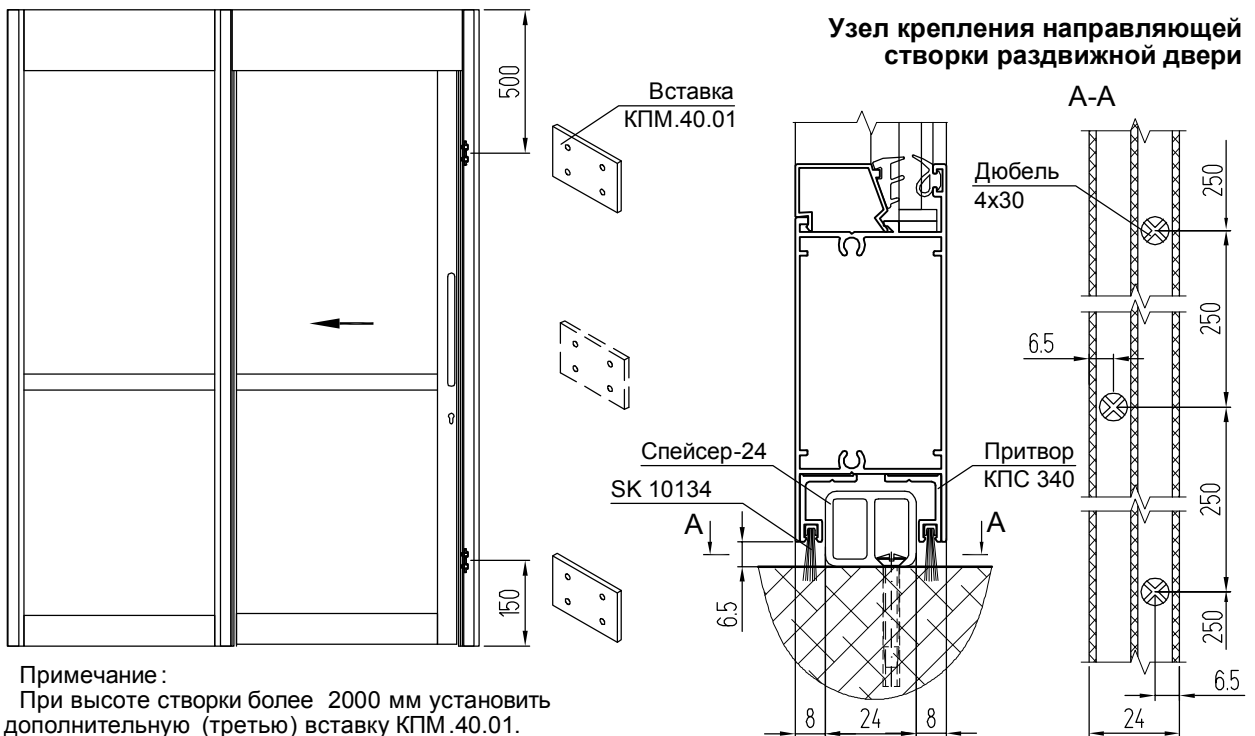 Узел крепления направляющей
створки раздвижной двери
500
Вставка
КПМ.40.01
150
Примечание:
При высоте створки более 2000 мм установить
дополнительную (третью) вставку КПМ.40.01.
Спейсер-24
SK 10134
Притвор
КПС 340
А
А
6.5
8
24
8
А-А
Дюбель
4х30
250
250
6.5
250
250
6.5
24